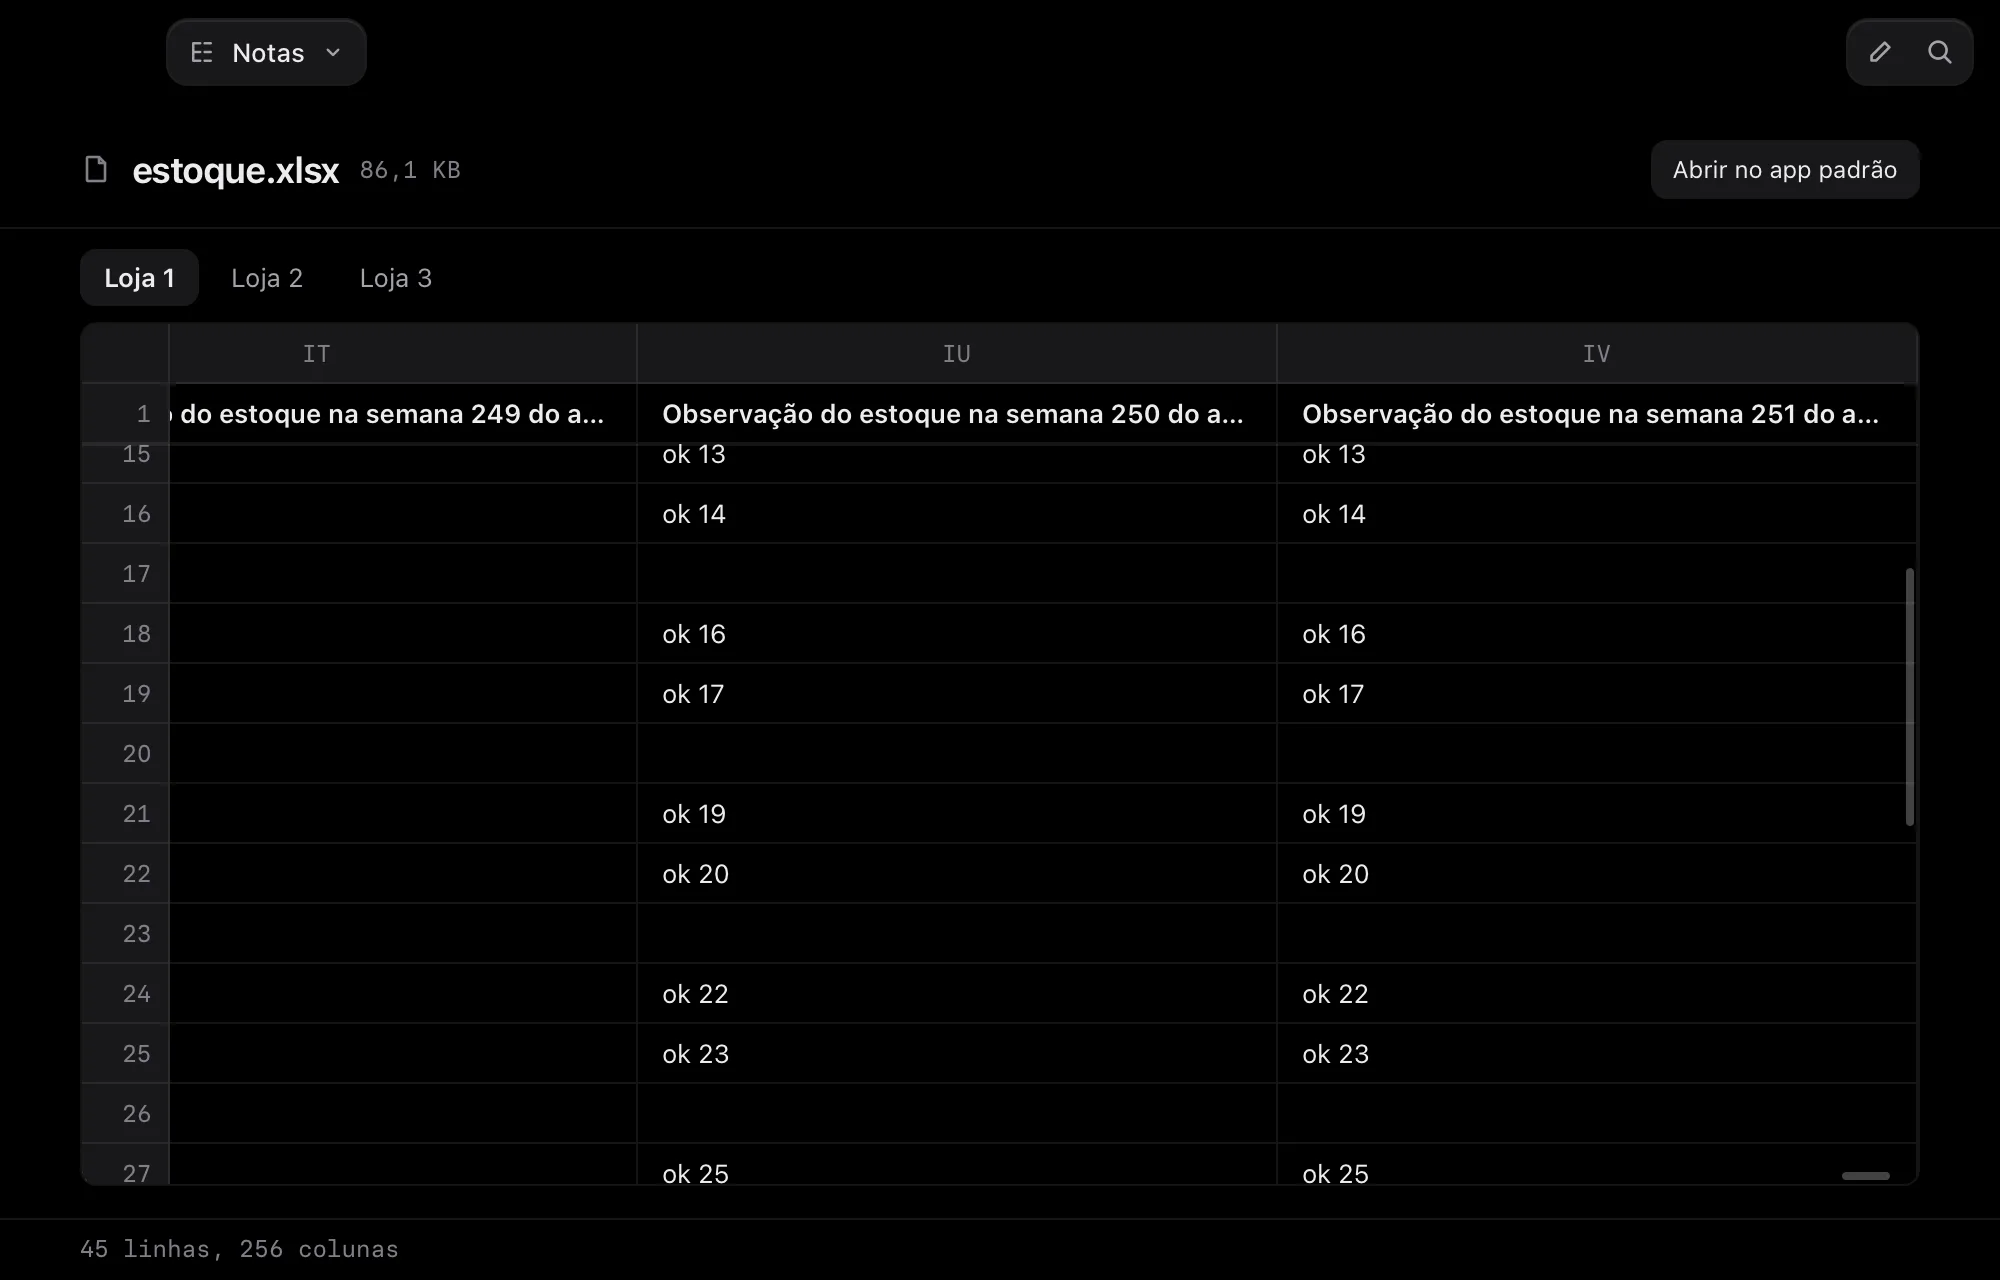 Notas
estoque.xlsx 86,1 KB
Abrir no app padrão
Loja 1 Loja 2 Loja 3
IT IU IV
1 do estoque na semana 249 do a... Observação do estoque na semana 250 do a... Observação do estoque na semana 251 do a...
15 ok 13 ok 13
16 ok 14 ok 14
17
18 ok 16 ok 16
19 ok 17 ok 17
20
21 ok 19 ok 19
22 ok 20 ok 20
23
24 ok 22 ok 22
25 ok 23 ok 23
26
27 ok 25 ok 25
45 linhas, 256 colunas